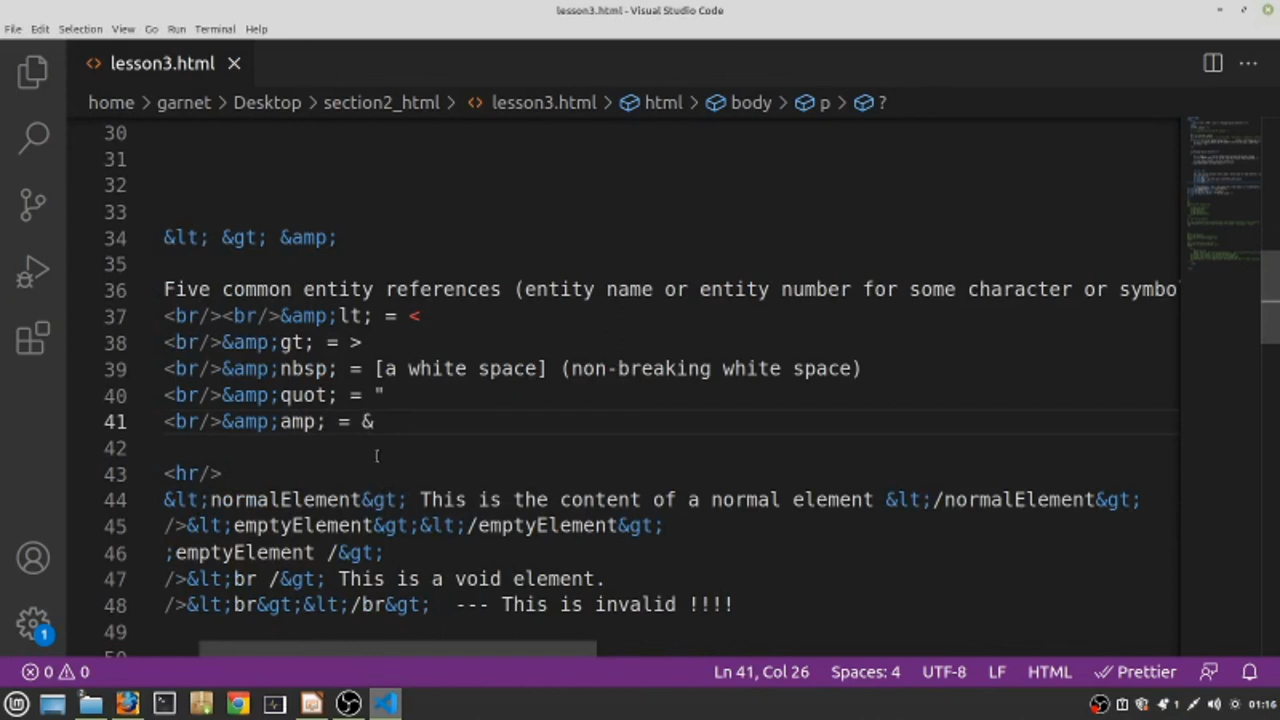 lesson3.html - Visual Studio Code
File Edit Selection View Go Run Terminal Help
lesson3.html
home > garnet > Desktop > section2_html > lesson3.html > html > body > p > ?
30
31
32
33
34 &lt; &gt; &amp;
35
36 Five common entity references (entity name or entity number for some character or symbo
37 <br/><br/>&amp;lt; = <
38 <br/>&amp;gt; = >
39 <br/>&amp;nbsp; = [a white space] (non-breaking white space)
40 <br/>&amp;quot; = "
41 <br/>&amp;amp; = &
42
43 <hr/>
44 &lt;normalElement&gt; This is the content of a normal element &lt;/normalElement&gt;
45 />&lt;emptyElement&gt;&lt;/emptyElement&gt;
46 ;emptyElement /&gt;
47 />&lt;br /&gt; This is a void element.
48 />&lt;br&gt;&lt;/br&gt;  --- This is invalid !!!!
49
1
0 0 Ln 41, Col 26 Spaces: 4 UTF-8 LF HTML Prettier
2 1 01:16